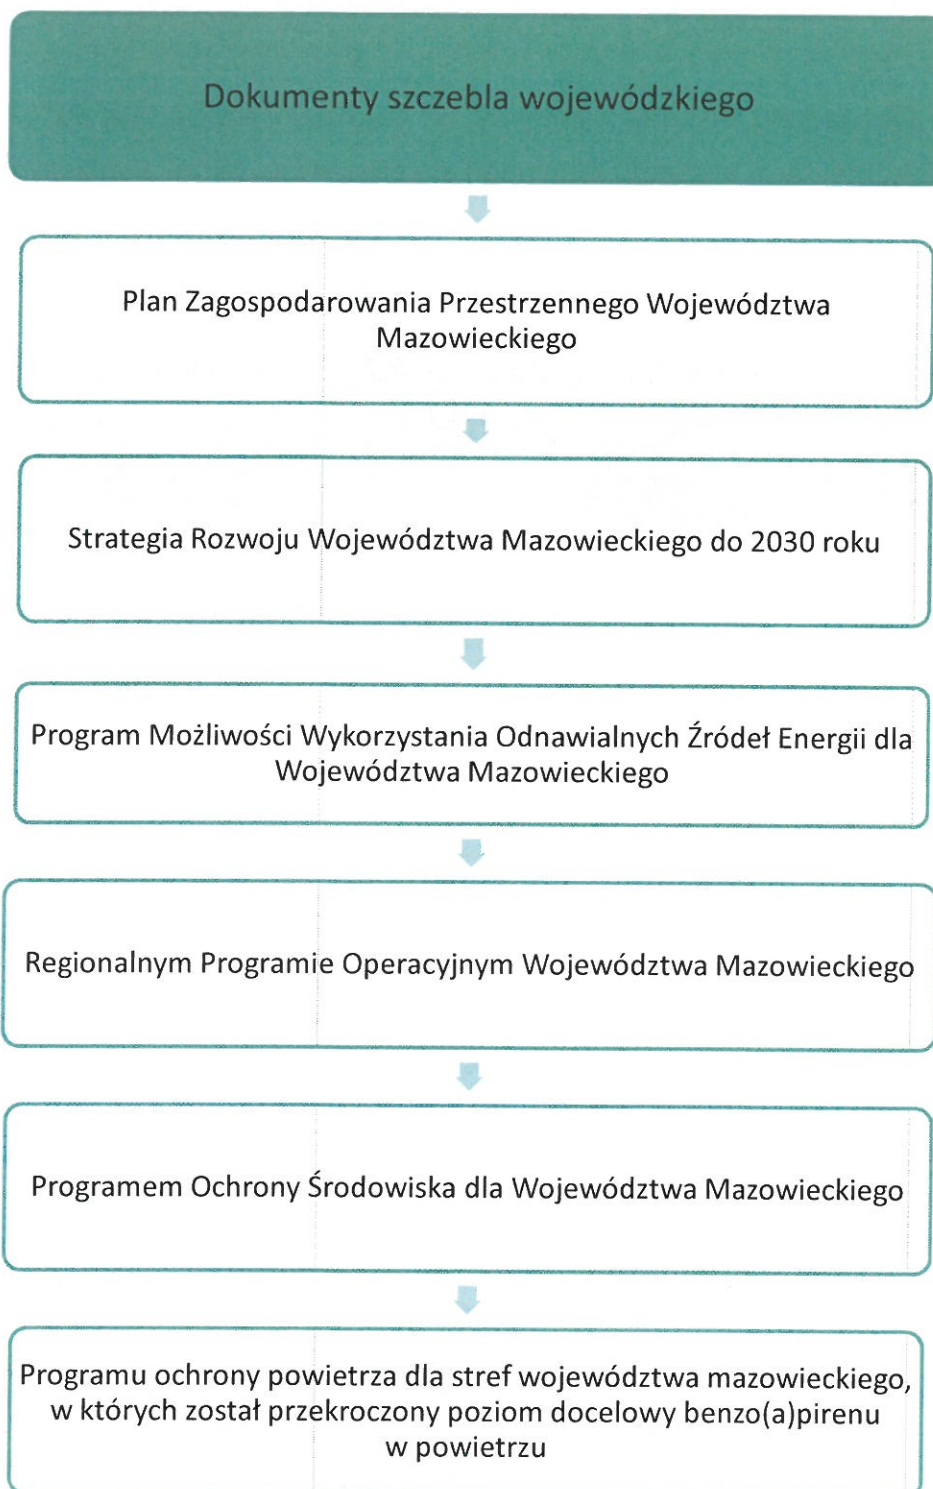 Dokumenty szczebla wojewódzkiego
Plan Zagospodarowania Przestrzennego Województwa
Mazowieckiego
Strategia Rozwoju Województwa Mazowieckiego do 2030 roku
Program Możliwości Wykorzystania Odnawialnych Źródeł Energii dla
Województwa Mazowieckiego
Regionalnym Programie Operacyjnym Województwa Mazowieckiego
Programem Ochrony Środowiska dla Województwa Mazowieckiego
Programu ochrony powietrza dla stref województwa mazowieckiego,
w których został przekroczony poziom docelowy benzo(a)pirenu
w powietrzu